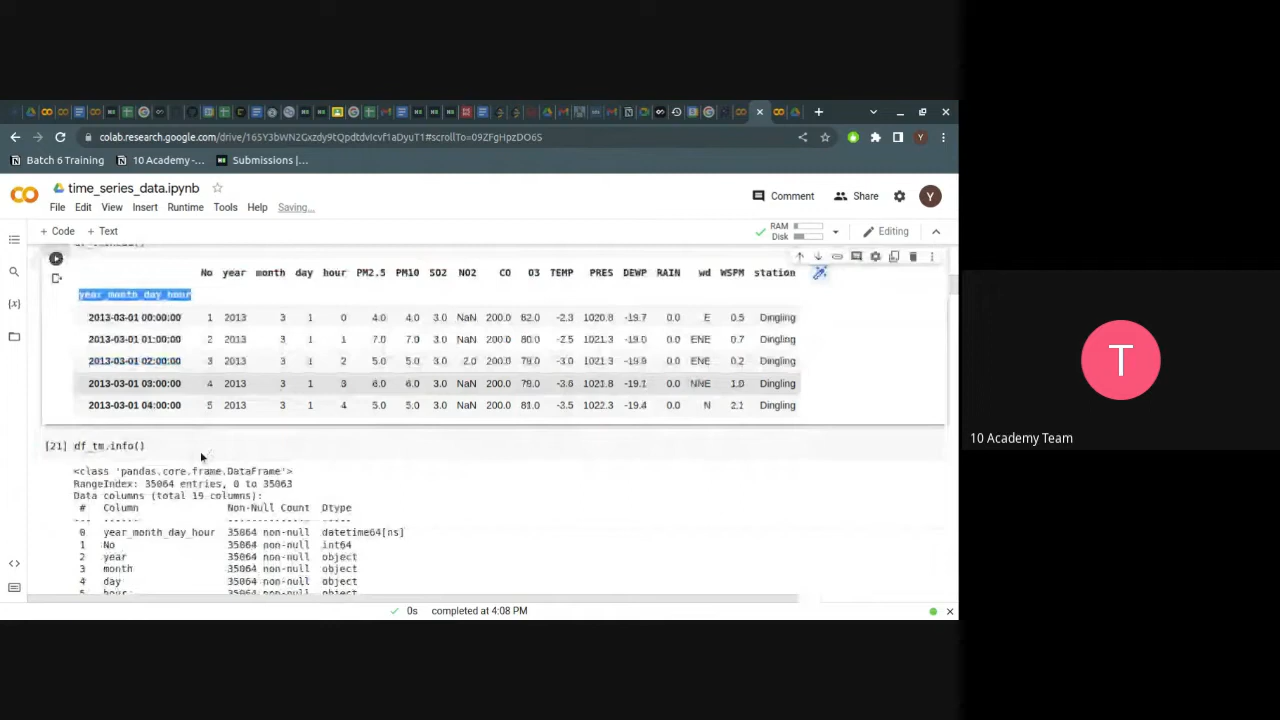 colab.research.google.com/drive/165Y3bWN2Gxzdy9tQpdtdvIcvf1aDyuT1#scrollTo=09ZFgHpzDO6S
Batch 6 Training 10 Academy -... Submissions |...
time_series_data.ipynb
Comment Share Y
File Edit View Insert Runtime Tools Help Saving...
+ Code + Text RAM Disk Editing
No year month day hour PM2.5 PM10 SO2 NO2 CO O3 TEMP PRES DEWP RAIN wd WSPM station
year_month_day_hour
2013-03-01 00:00:00 1 2013 3 1 0 4.0 4.0 3.0 NaN 200.0 82.0 -2.3 1020.8 -19.7 0.0 E 0.5 Dingling
2013-03-01 01:00:00 2 2013 3 1 1 7.0 7.0 3.0 NaN 200.0 80.0 -2.5 1021.3 -19.0 0.0 ENE 0.7 Dingling
2013-03-01 02:00:00 3 2013 3 1 2 5.0 5.0 3.0 2.0 200.0 79.0 -3.0 1021.3 -19.9 0.0 ENE 0.2 Dingling
2013-03-01 03:00:00 4 2013 3 1 3 6.0 6.0 3.0 NaN 200.0 79.0 -3.6 1021.8 -19.1 0.0 NNE 1.0 Dingling
2013-03-01 04:00:00 5 2013 3 1 4 5.0 5.0 3.0 NaN 200.0 81.0 -3.5 1022.3 -19.4 0.0 N 2.1 Dingling
[21] df_tm.info()
<class 'pandas.core.frame.DataFrame'>
RangeIndex: 35064 entries, 0 to 35063
Data columns (total 19 columns):
# Column Non-Null Count Dtype
0 year_month_day_hour 35064 non-null datetime64[ns]
1 No 35064 non-null int64
2 year 35064 non-null object
3 month 35064 non-null object
4 day 35064 non-null object
5 hour 35064 non-null object
0s completed at 4:08 PM
T
10 Academy Team